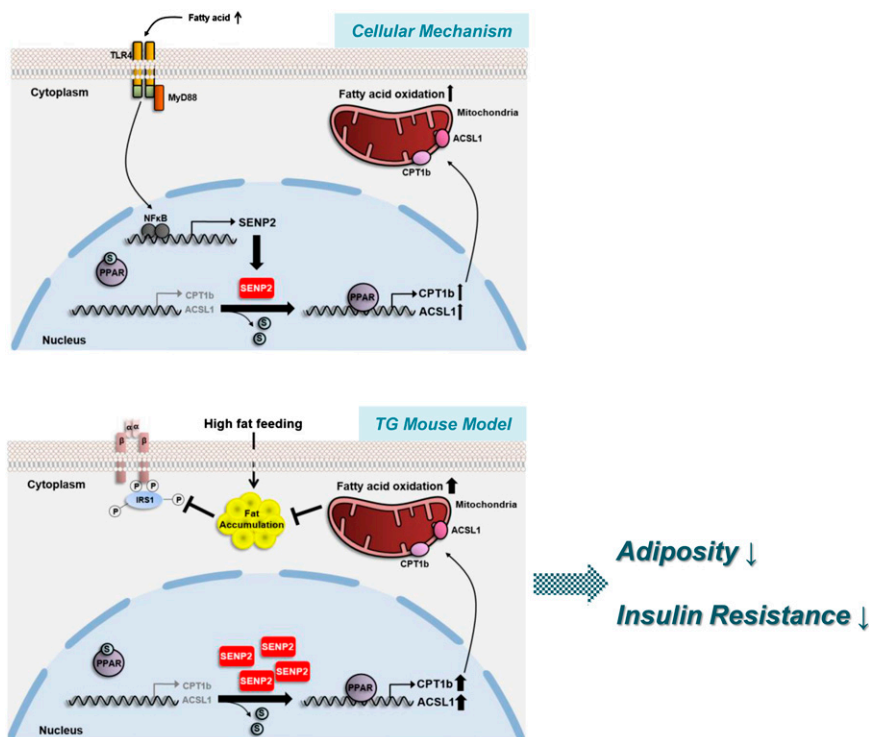 Fatty acid ↑
Cellular Mechanism
TLR4
Cytoplasm
MyD88
Fatty acid oxidation ↑
Mitochondria
ACSL1
CPT1b
NFκB
SENP2
S
PPAR
SENP2
CPT1b
ACSL1
PPAR
CPT1b ↑
ACSL1 ↑
S
S
Nucleus
High fat feeding
TG Mouse Model
α α
β β
Cytoplasm
P P
IRS1
P
P
Fat
Accumulation
Fatty acid oxidation ↑
Mitochondria
ACSL1
CPT1b
Adiposity ↓
Insulin Resistance ↓
S
PPAR
SENP2
SENP2
SENP2
SENP2
CPT1b
ACSL1
PPAR
CPT1b ↑
ACSL1 ↑
S
S
Nucleus